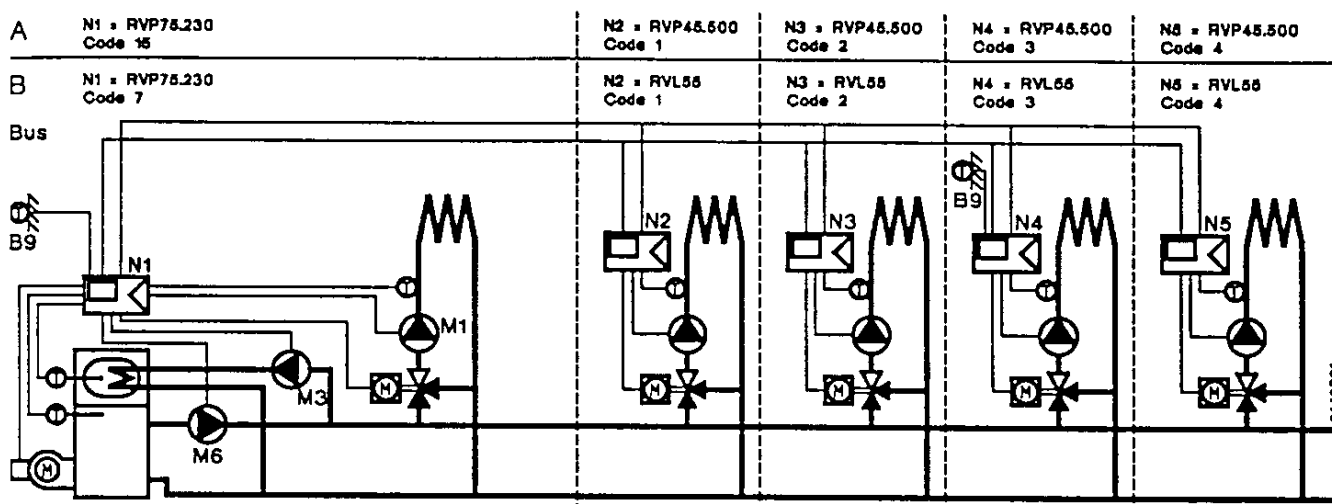 A
N1 = RVP75.230
Code 15
N2 = RVP45.500
Code 1
N3 = RVP45.500
Code 2
N4 = RVP45.500
Code 3
N5 = RVP45.500
Code 4
B
N1 = RVP75.230
Code 7
N2 = RVL55
Code 1
N3 = RVL55
Code 2
N4 = RVL55
Code 3
N5 = RVL55
Code 4
Bus
B9
N1
N2
N3
B9
N4
N5
T
T
T
T
T
T
T
T
T
M1
M3
M6
M
M
M
M
M
M